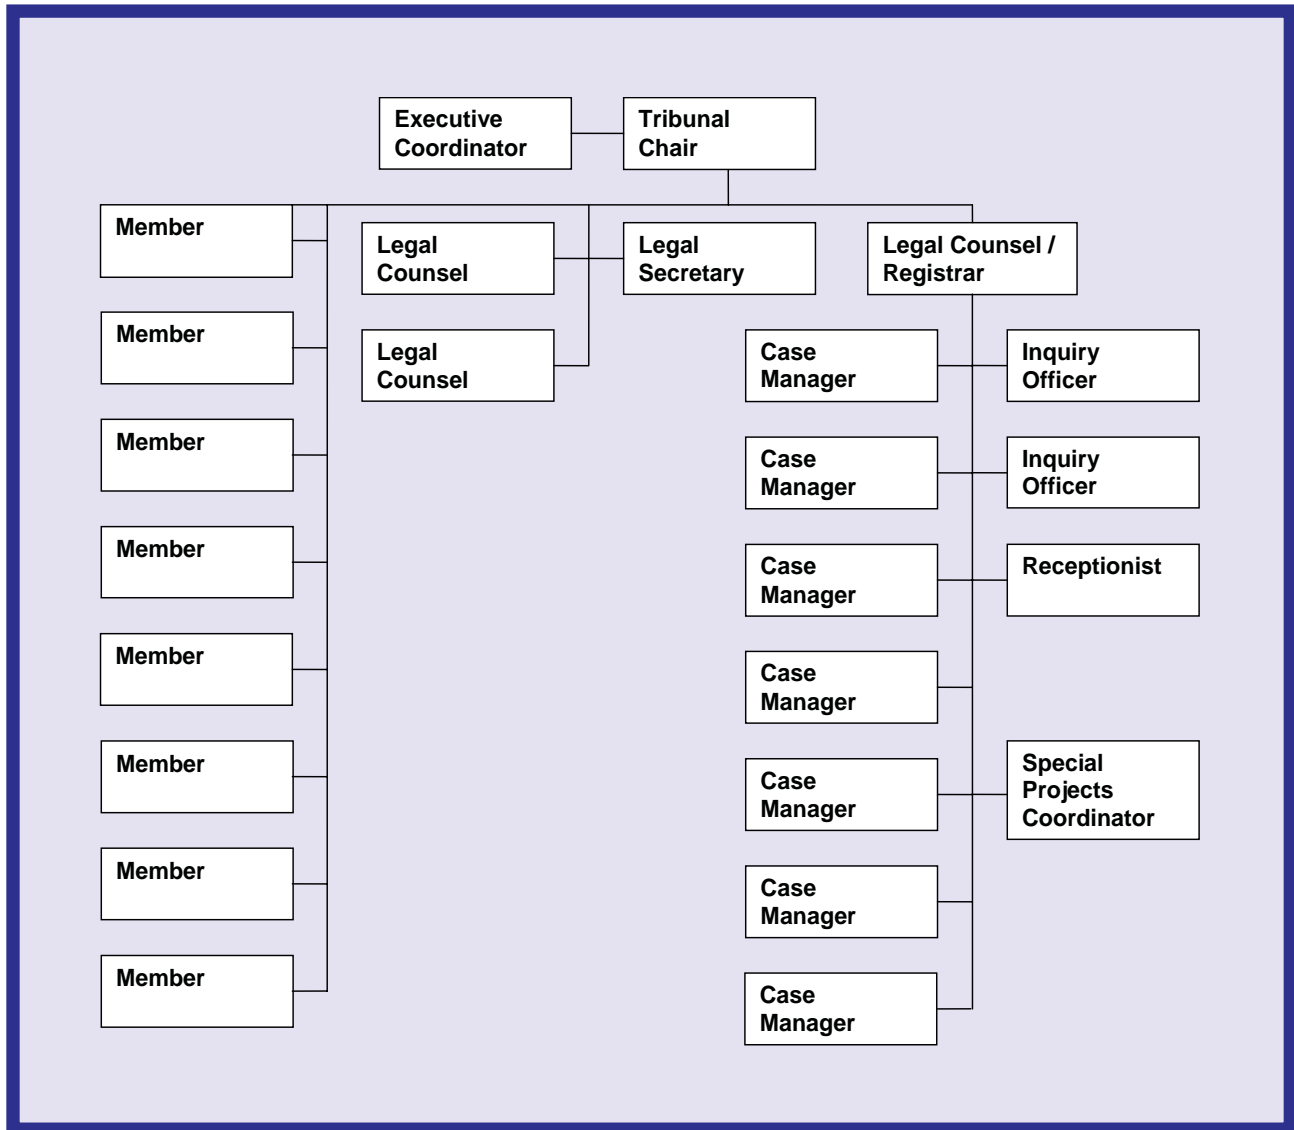 Executive
Coordinator
Tribunal
Chair
Member
Member
Member
Member
Member
Member
Member
Member
Legal
Counsel
Legal
Secretary
Legal
Counsel
Legal Counsel /
Registrar
Case
Manager
Inquiry
Officer
Case
Manager
Inquiry
Officer
Case
Manager
Receptionist
Case
Manager
Case
Manager
Special
Projects
Coordinator
Case
Manager
Case
Manager